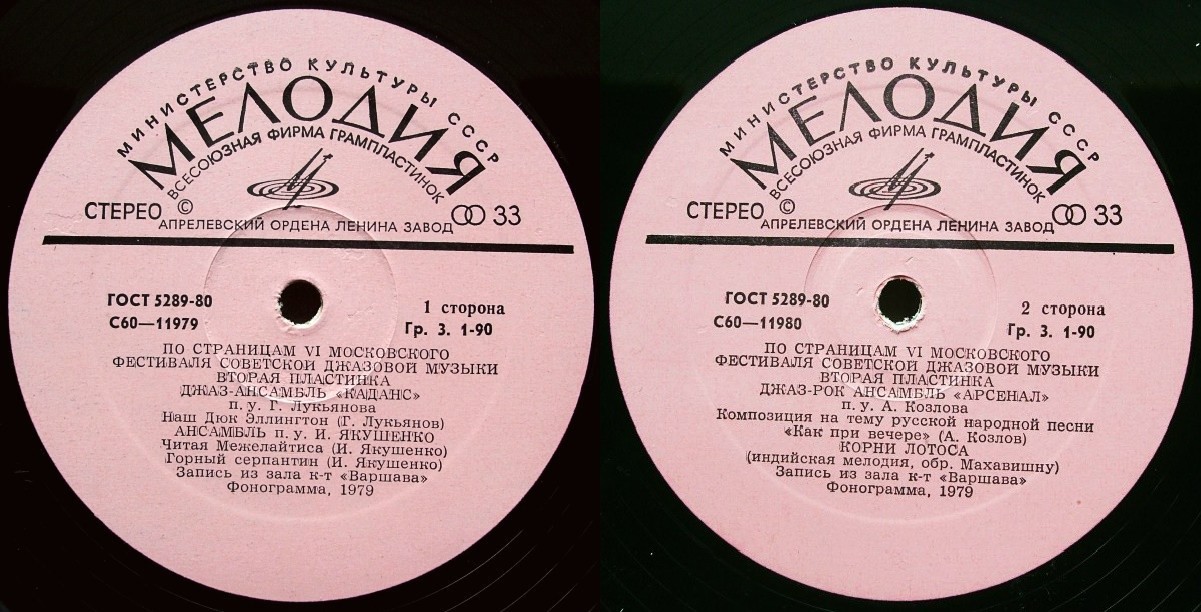 МИНИСТЕРСТВО КУЛЬТУРЫ СССР
МЕЛОДИЯ
ВСЕСОЮЗНАЯ ФИРМА ГРАМПЛАСТИНОК
СТЕРЕО © 33
АПРЕЛЕВСКИЙ ОРДЕНА ЛЕНИНА ЗАВОД
ГОСТ 5289-80
1 сторона
С60—11979
Гр. 3. 1-90
ПО СТРАНИЦАМ VI МОСКОВСКОГО
ФЕСТИВАЛЯ СОВЕТСКОЙ ДЖАЗОВОЙ МУЗЫКИ
ВТОРАЯ ПЛАСТИНКА
ДЖАЗ-АНСАМБЛЬ «КАДАНС»
п. у. Г. Лукьянова
Наш Дюк Эллингтон (Г. Лукьянов)
АНСАМБЛЬ п. у. И. ЯКУШЕНКО
Читая Межелайтиса (И. Якушенко)
Горный серпантин (И. Якушенко)
Запись из зала к-т «Варшава»
Фонограмма, 1979
МИНИСТЕРСТВО КУЛЬТУРЫ СССР
МЕЛОДИЯ
ВСЕСОЮЗНАЯ ФИРМА ГРАМПЛАСТИНОК
СТЕРЕО © 33
АПРЕЛЕВСКИЙ ОРДЕНА ЛЕНИНА ЗАВОД
ГОСТ 5289-80
2 сторона
С60—11980
Гр. 3. 1-90
ПО СТРАНИЦАМ VI МОСКОВСКОГО
ФЕСТИВАЛЯ СОВЕТСКОЙ ДЖАЗОВОЙ МУЗЫКИ
ВТОРАЯ ПЛАСТИНКА
ДЖАЗ-РОК АНСАМБЛЬ «АРСЕНАЛ»
п. у. А. Козлова
Композиция на тему русской народной песни
«Как при вечере» (А. Козлов)
КОРНИ ЛОТОСА
(индийская мелодия, обр. Махавишну)
Запись из зала к-т «Варшава»
Фонограмма, 1979